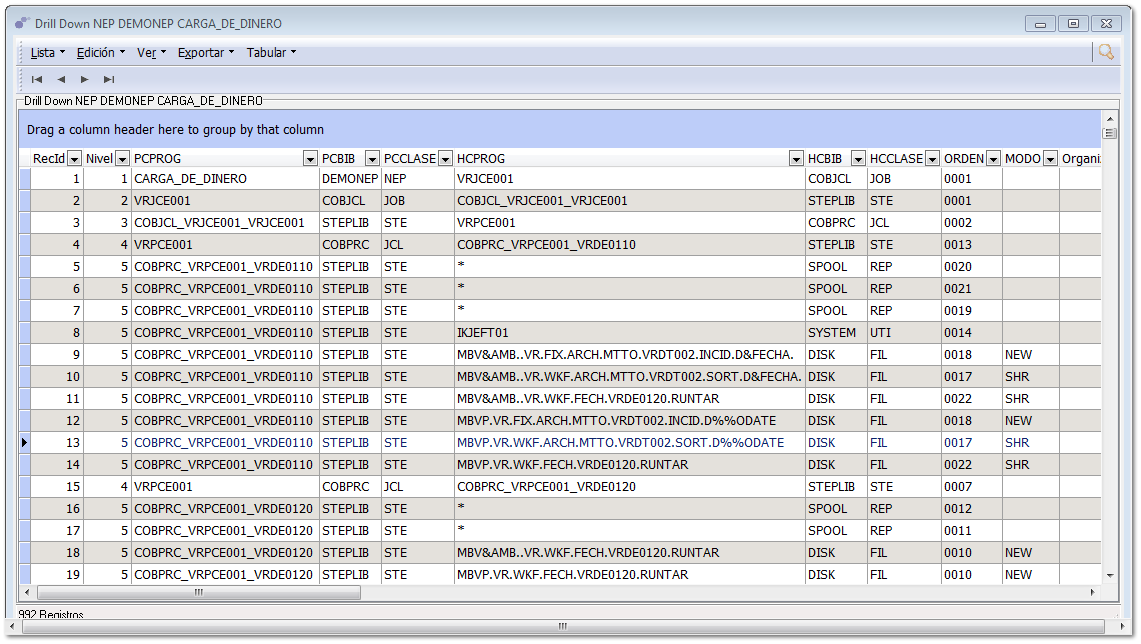 Drill Down NEP DEMONEP CARGA_DE_DINERO
Lista Edición Ver Exportar Tabular
Drill Down NEP DEMONEP CARGA_DE_DINERO
Drag a column header here to group by that column
RecId Nivel PCPROG PCBIB PCCLASE HCPROG HCBIB HCCLASE ORDEN MODO Organi
1 1 CARGA_DE_DINERO DEMONEP NEP VRJCE001 COBJCL JOB 0001
2 2 VRJCE001 COBJCL JOB COBJCL_VRJCE001_VRJCE001 STEPLIB STE 0001
3 3 COBJCL_VRJCE001_VRJCE001 STEPLIB STE VRPCE001 COBPRC JCL 0002
4 4 VRPCE001 COBPRC JCL COBPRC_VRPCE001_VRDE0110 STEPLIB STE 0013
5 5 COBPRC_VRPCE001_VRDE0110 STEPLIB STE * SPOOL REP 0020
6 5 COBPRC_VRPCE001_VRDE0110 STEPLIB STE * SPOOL REP 0021
7 5 COBPRC_VRPCE001_VRDE0110 STEPLIB STE * SPOOL REP 0019
8 5 COBPRC_VRPCE001_VRDE0110 STEPLIB STE IKJEFT01 SYSTEM UTI 0014
9 5 COBPRC_VRPCE001_VRDE0110 STEPLIB STE MBV&AMB..VR.FIX.ARCH.MTTO.VRDT002.INCID.D&FECHA. DISK FIL 0018 NEW
10 5 COBPRC_VRPCE001_VRDE0110 STEPLIB STE MBV&AMB..VR.WKF.ARCH.MTTO.VRDT002.SORT.D&FECHA. DISK FIL 0017 SHR
11 5 COBPRC_VRPCE001_VRDE0110 STEPLIB STE MBV&AMB..VR.WKF.FECH.VRDE0120.RUNTAR DISK FIL 0022 SHR
12 5 COBPRC_VRPCE001_VRDE0110 STEPLIB STE MBVP.VR.FIX.ARCH.MTTO.VRDT002.INCID.D%%ODATE DISK FIL 0018 NEW
13 5 COBPRC_VRPCE001_VRDE0110 STEPLIB STE MBVP.VR.WKF.ARCH.MTTO.VRDT002.SORT.D%%ODATE DISK FIL 0017 SHR
14 5 COBPRC_VRPCE001_VRDE0110 STEPLIB STE MBVP.VR.WKF.FECH.VRDE0120.RUNTAR DISK FIL 0022 SHR
15 4 VRPCE001 COBPRC JCL COBPRC_VRPCE001_VRDE0120 STEPLIB STE 0007
16 5 COBPRC_VRPCE001_VRDE0120 STEPLIB STE * SPOOL REP 0012
17 5 COBPRC_VRPCE001_VRDE0120 STEPLIB STE * SPOOL REP 0011
18 5 COBPRC_VRPCE001_VRDE0120 STEPLIB STE MBV&AMB..VR.WKF.FECH.VRDE0120.RUNTAR DISK FIL 0010 NEW
19 5 COBPRC_VRPCE001_VRDE0120 STEPLIB STE MBVP.VR.WKF.FECH.VRDE0120.RUNTAR DISK FIL 0010 NEW
992 Registros